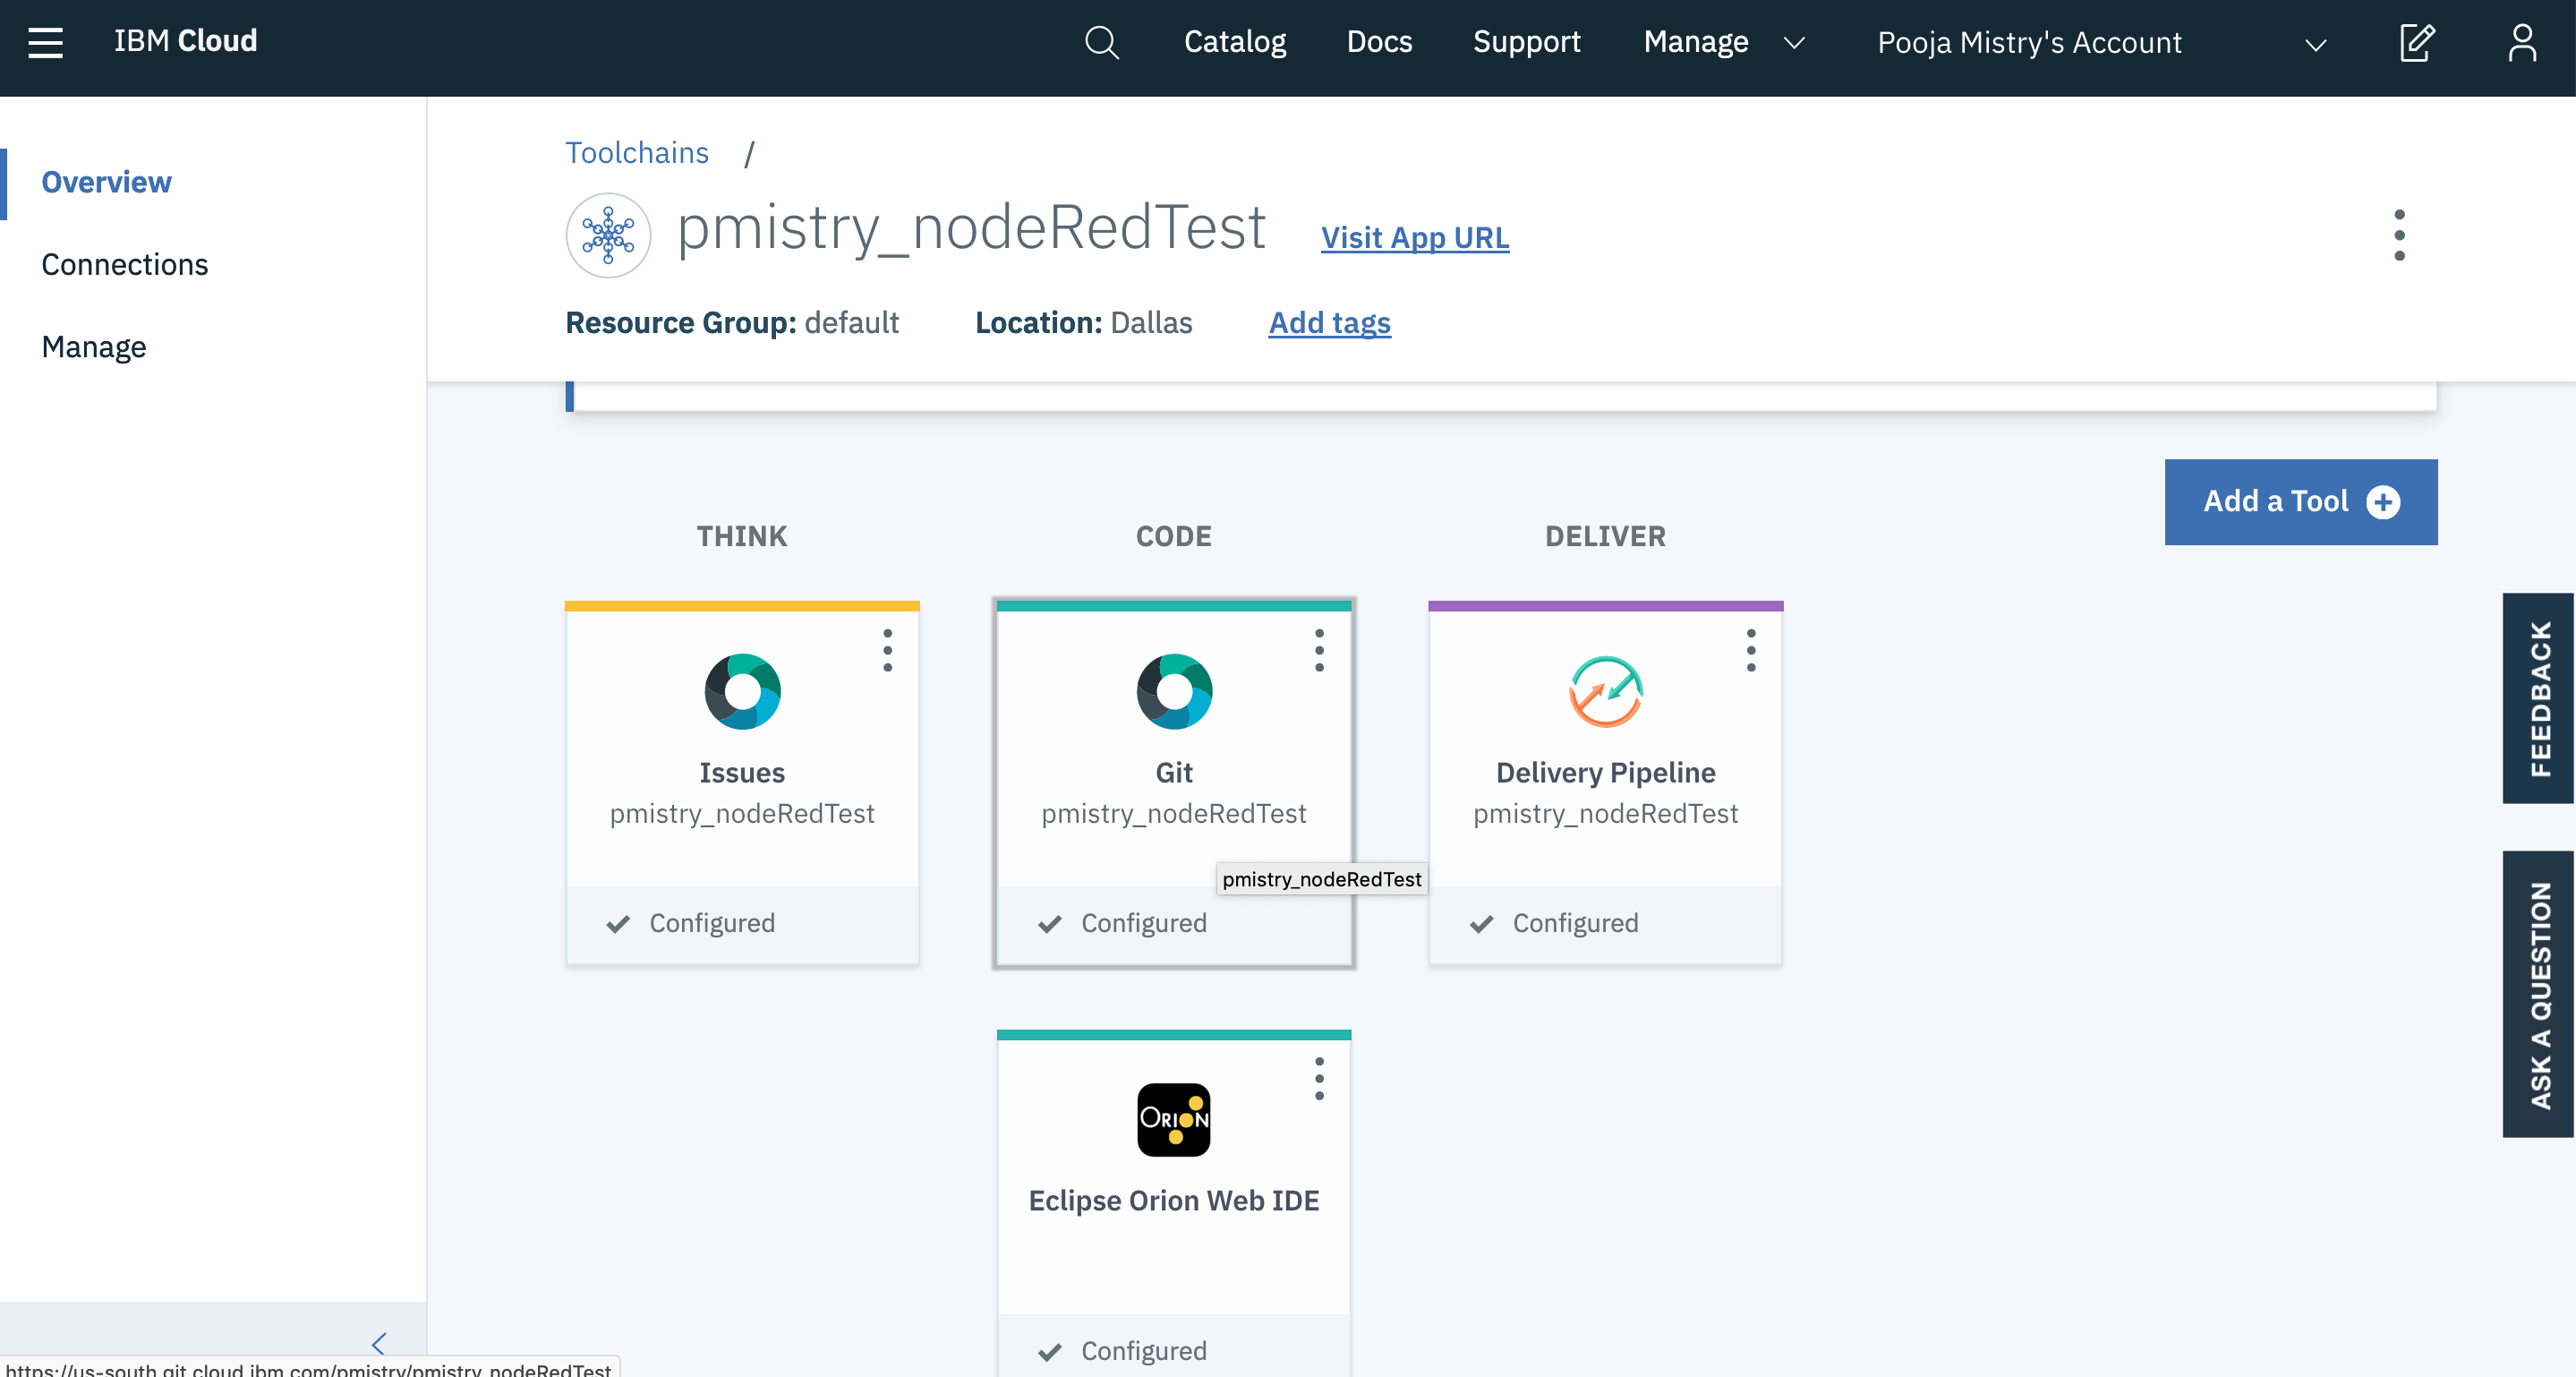 IBM Cloud
Catalog
Docs
Support
Manage
Pooja Mistry's Account
Overview
Connections
Manage
Toolchains /
pmistry_nodeRedTest
Visit App URL
Resource Group: default
Location: Dallas
Add tags
Add a Tool
THINK
CODE
DELIVER
Issues
pmistry_nodeRedTest
Configured
Git
pmistry_nodeRedTest
pmistry_nodeRedTest
Configured
Delivery Pipeline
pmistry_nodeRedTest
Configured
ORION
Eclipse Orion Web IDE
Configured
FEEDBACK
ASK A QUESTION
https://us-south.git.cloud.ibm.com/pmistry/pmistry_nodeRedTest